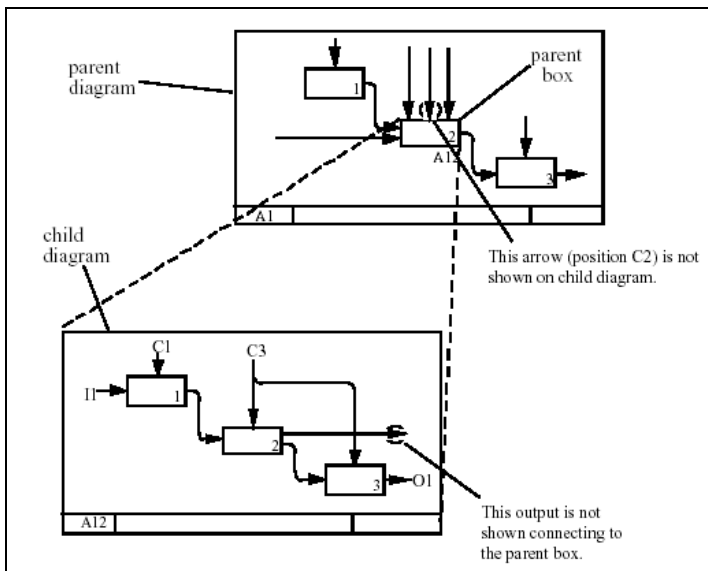 parent
diagram
parent
box
1
2
A12
3
A1
This arrow (position C2) is not
shown on child diagram.
child
diagram
C1
C3
I1
1
2
3
O1
A12
This output is not
shown connecting to
the parent box.